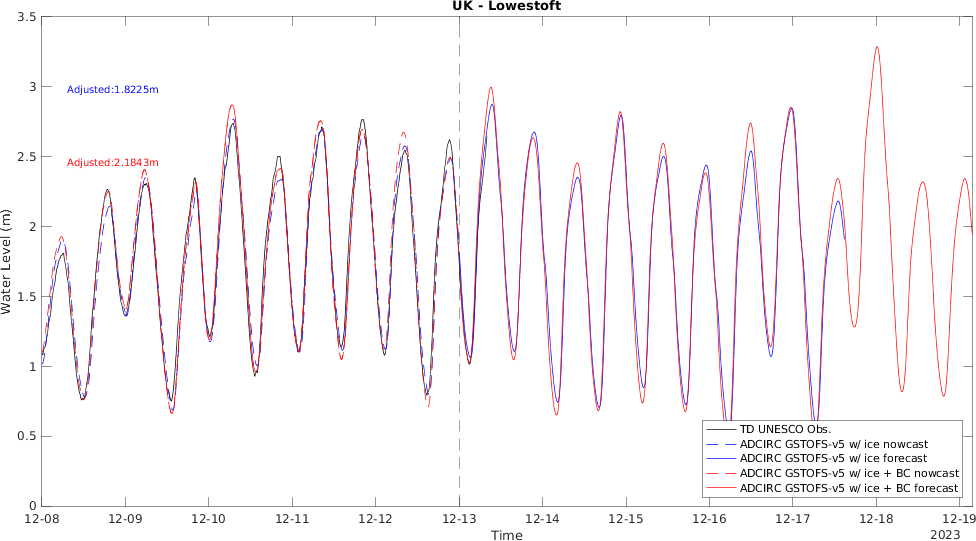 UK - Lowestoft
3.5
3
2.5
2
1.5
1
0.5
0
Water Level (m)
Adjusted:1.8225m
Adjusted:2.1843m
TD UNESCO Obs.
ADCIRC GSTOFS-v5 w/ ice nowcast
ADCIRC GSTOFS-v5 w/ ice forecast
ADCIRC GSTOFS-v5 w/ ice + BC nowcast
ADCIRC GSTOFS-v5 w/ ice + BC forecast
12-08 12-09 12-10 12-11 12-12 12-13 12-14 12-15 12-16 12-17 12-18 12-19
Time
2023